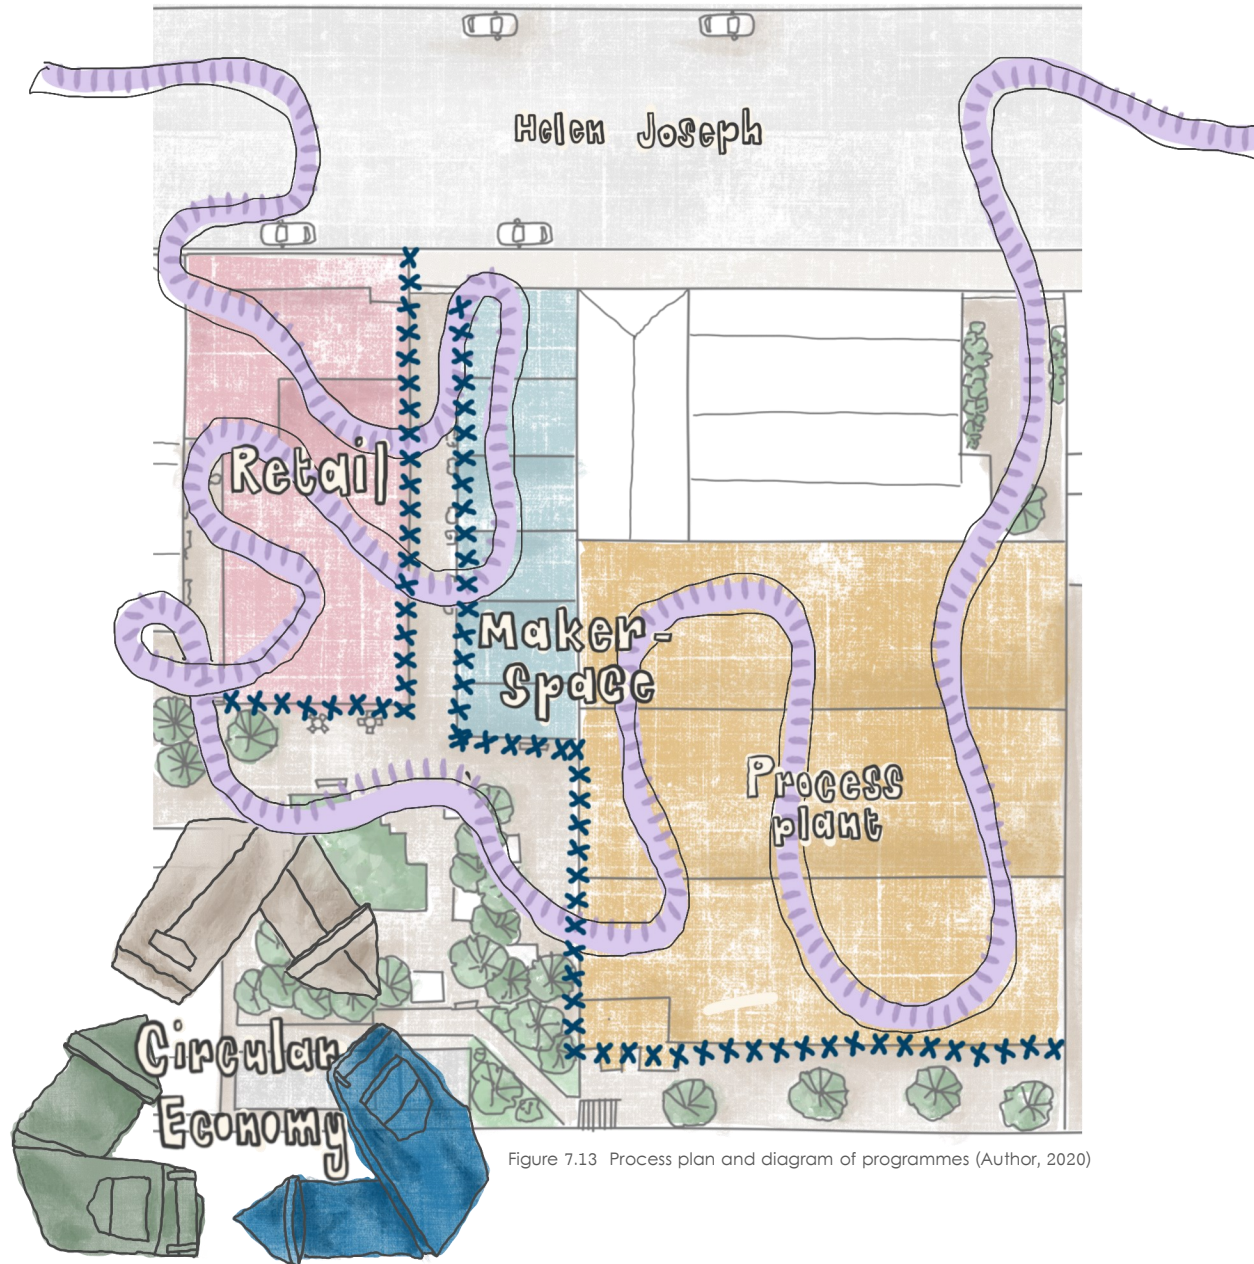 Helen Joseph
Retail
Maker-
Space
Process
plant
Circular
Economy
Figure 7.13 Process plan and diagram of programmes (Author, 2020)